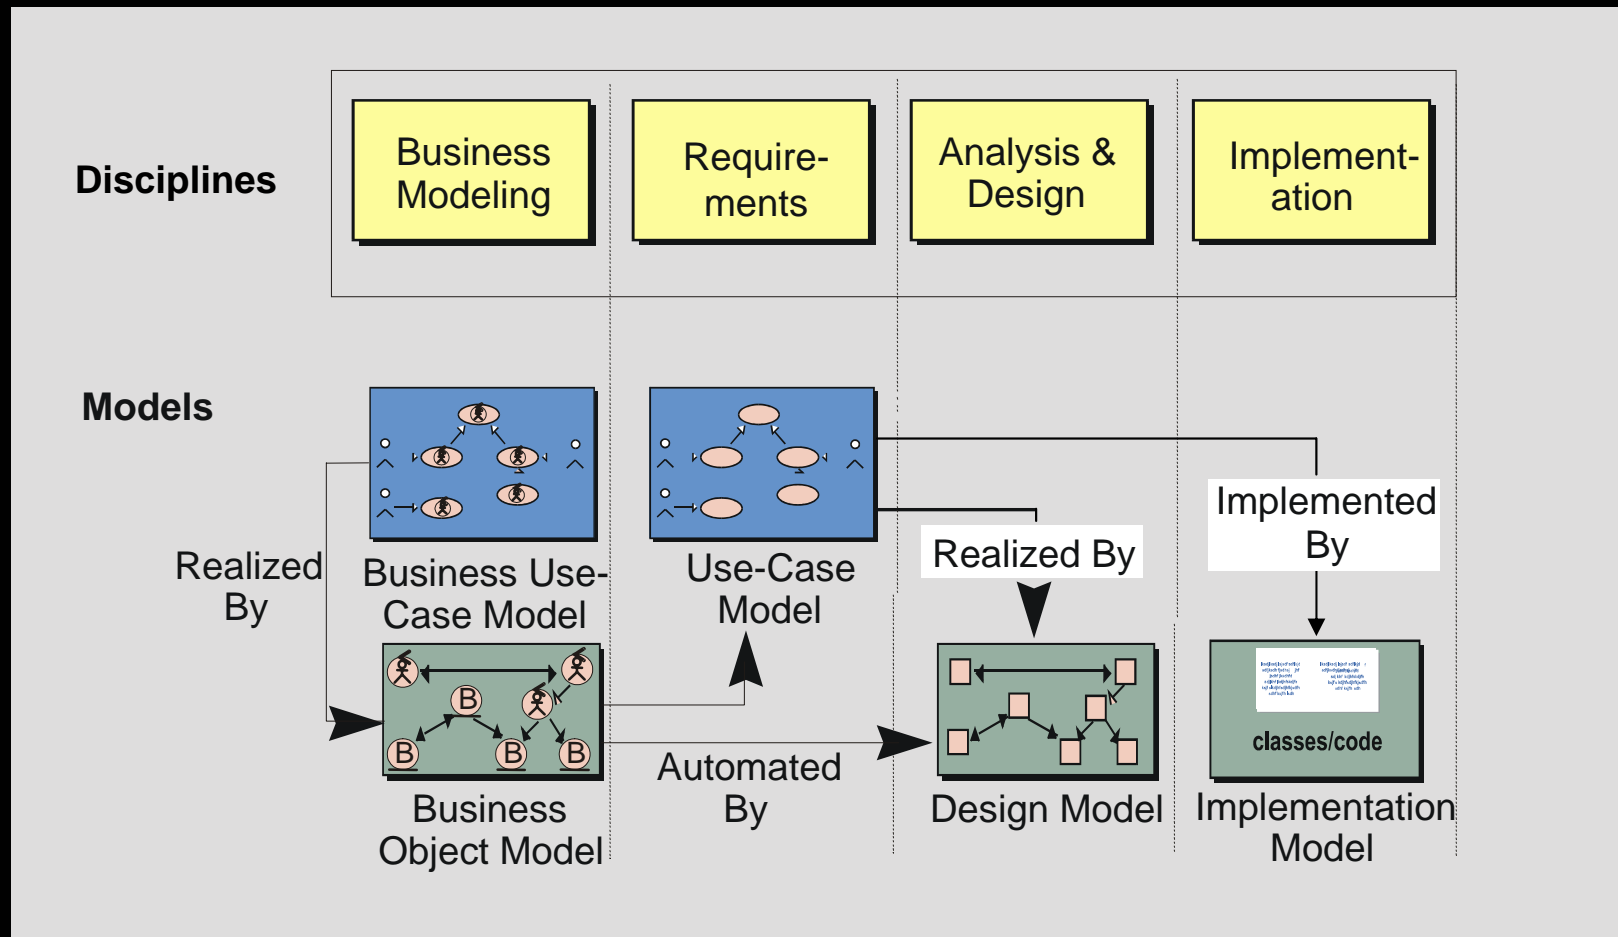 Disciplines
Business
Modeling
Require-
ments
Analysis &
Design
Implement-
ation
Models
Realized
By
Business Use-
Case Model
Use-Case
Model
Realized By
Implemented
By
B
B
B
B
Business
Object Model
Automated
By
Design Model
classes/code
Implementation
Model